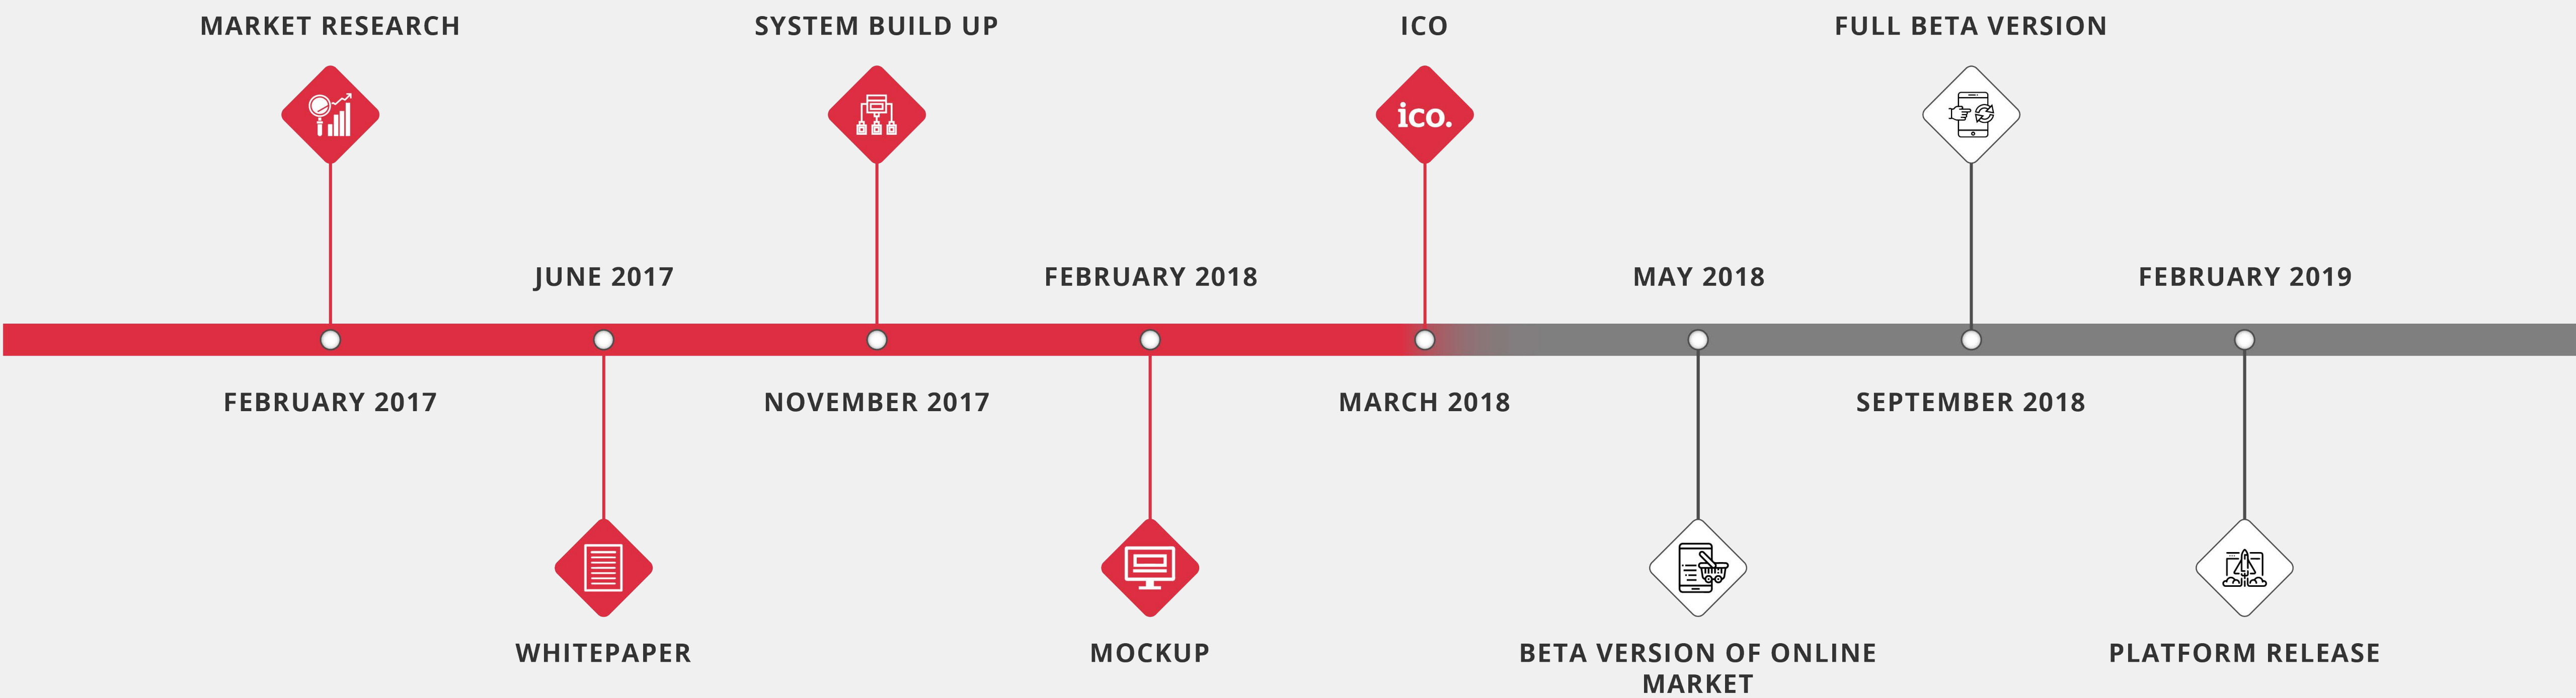 MARKET RESEARCH
FEBRUARY 2017
JUNE 2017
WHITEPAPER
SYSTEM BUILD UP
NOVEMBER 2017
FEBRUARY 2018
MOCKUP
ICO
ico.
MARCH 2018
MAY 2018
BETA VERSION OF ONLINE
MARKET
FULL BETA VERSION
SEPTEMBER 2018
FEBRUARY 2019
PLATFORM RELEASE